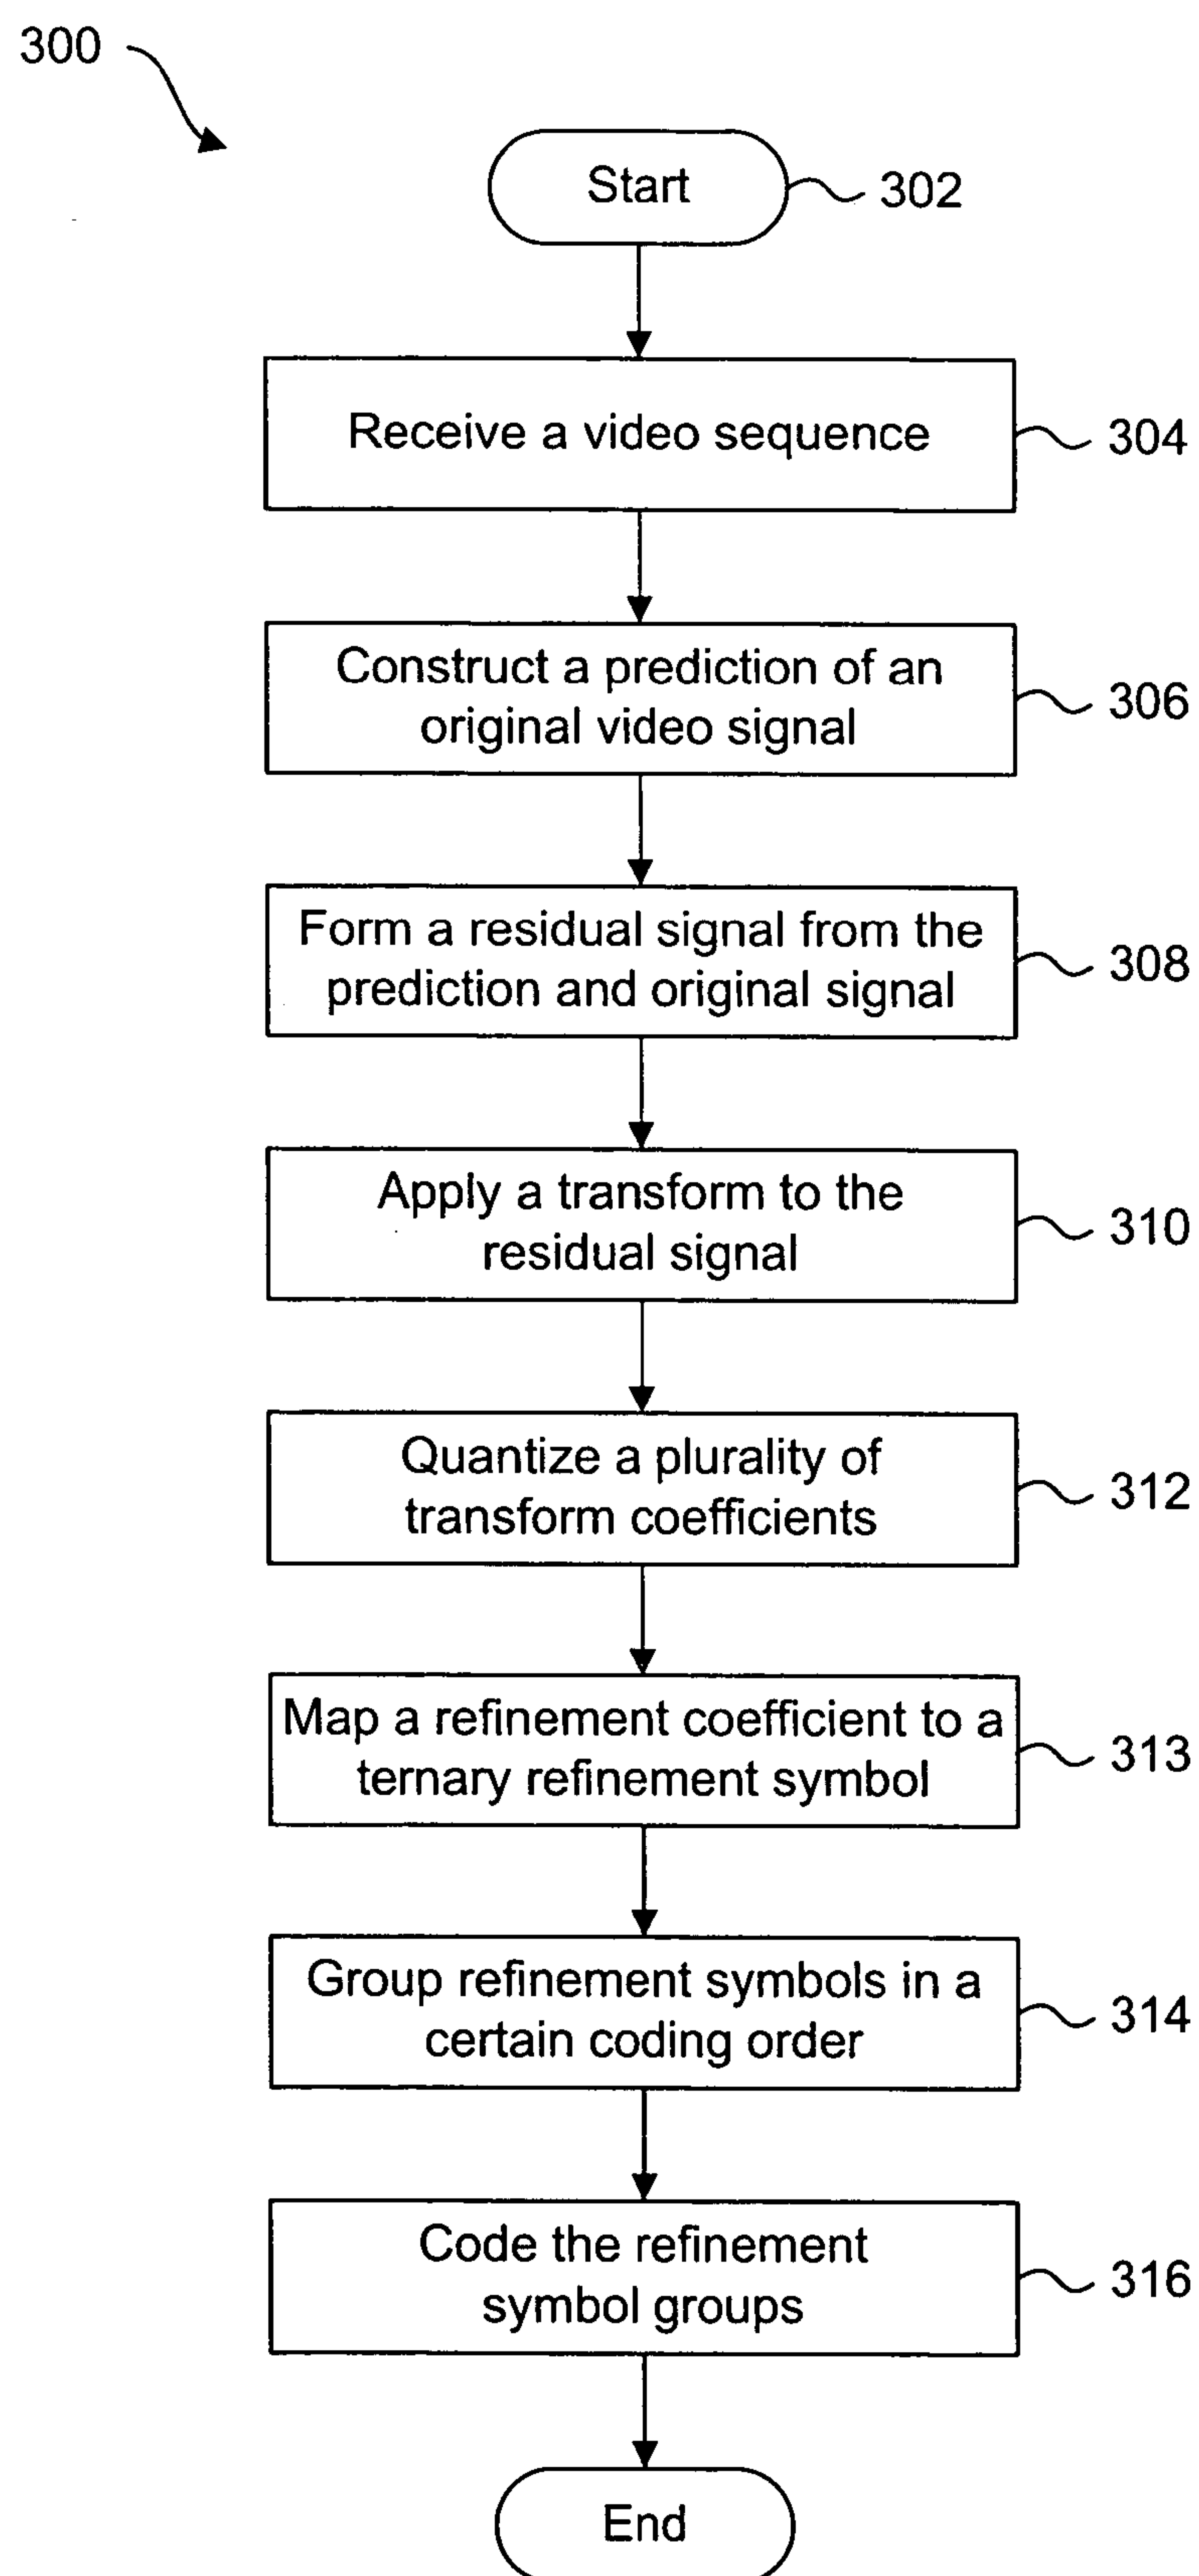 300
Start
302
Receive a video sequence
304
Construct a prediction of an
original video signal
306
Form a residual signal from the
prediction and original signal
308
Apply a transform to the
residual signal
310
Quantize a plurality of
transform coefficients
312
Map a refinement coefficient to a
ternary refinement symbol
313
Group refinement symbols in a
certain coding order
314
Code the refinement
symbol groups
316
End